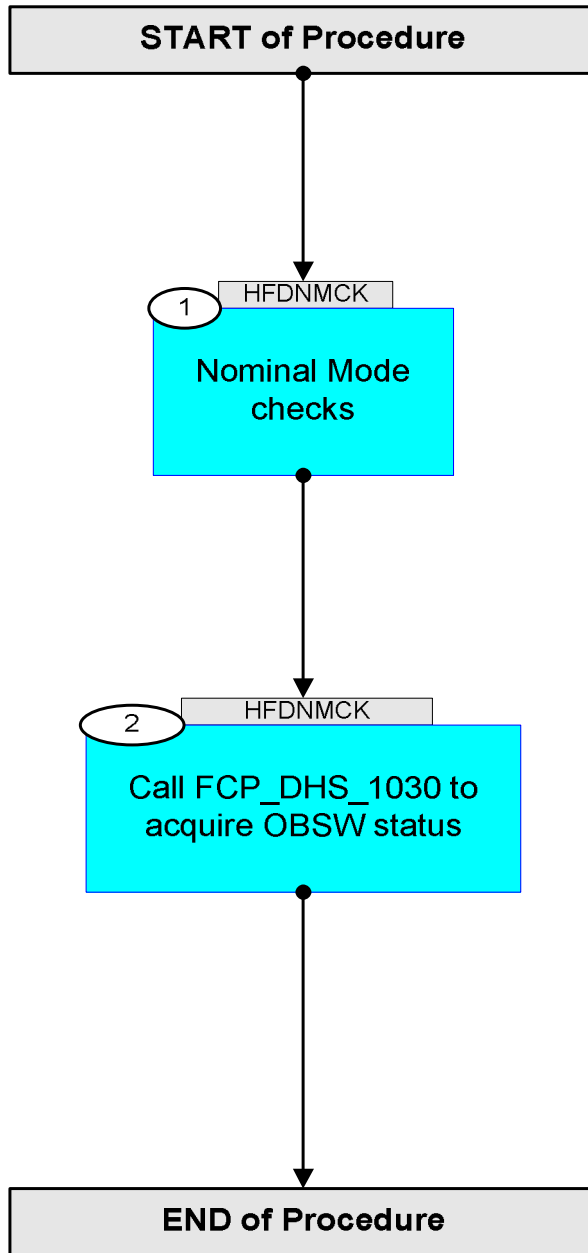 START of Procedure
HFDNMCK
1
Nominal Mode
checks
HFDNMCK
2
Call FCP_DHS_1030 to
acquire OBSW status
END of Procedure